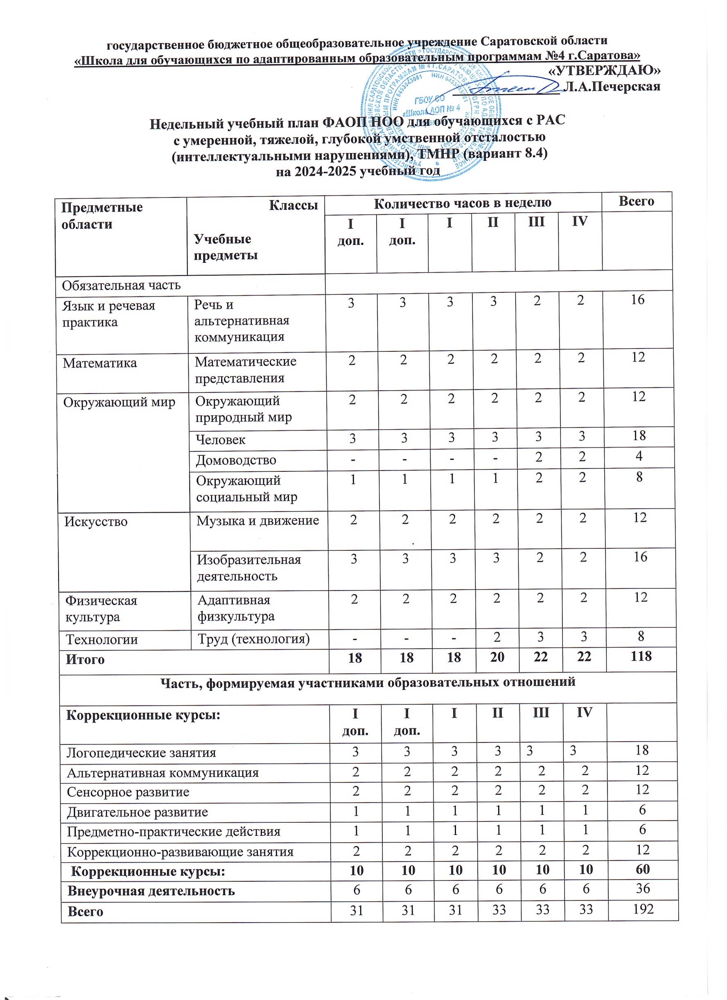 государственное бюджетное общеобразовательное учреждение Саратовской области
«Школа для обучающихся по адаптированным образовательным программам №4 г.Саратова»
«УТВЕРЖДАЮ»
Л.А.Печерская
ГБОУ СО
«Школа АОП № 4
ИНН 6453043081 ИНН 6453043081
Недельный учебный план ФАОП НОО для обучающихся с РАС
с умеренной, тяжелой, глубокой умственной отсталостью
(интеллектуальными нарушениями), ТМНР (вариант 8.4)
на 2024-2025 учебный год
Предметные области Классы Учебные предметы Количество часов в неделю Всего
I доп. I доп. I II III IV
Обязательная часть
Язык и речевая практика Речь и альтернативная коммуникация 3 3 3 3 2 2 16
Математика Математические представления 2 2 2 2 2 2 12
Окружающий мир Окружающий природный мир 2 2 2 2 2 2 12
Человек 3 3 3 3 3 3 18
Домоводство - - - - 2 2 4
Окружающий социальный мир 1 1 1 1 2 2 8
Искусство Музыка и движение 2 2 2 2 2 2 12
Изобразительная деятельность 3 3 3 3 2 2 16
Физическая культура Адаптивная физкультура 2 2 2 2 2 2 12
Технологии Труд (технология) - - - 2 3 3 8
Итого 18 18 18 20 22 22 118
Часть, формируемая участниками образовательных отношений
Коррекционные курсы: I доп. I доп. I II III IV
Логопедические занятия 3 3 3 3 3 3 18
Альтернативная коммуникация 2 2 2 2 2 2 12
Сенсорное развитие 2 2 2 2 2 2 12
Двигательное развитие 1 1 1 1 1 1 6
Предметно-практические действия 1 1 1 1 1 1 6
Коррекционно-развивающие занятия 2 2 2 2 2 2 12
Коррекционные курсы: 10 10 10 10 10 10 60
Внеурочная деятельность 6 6 6 6 6 6 36
Всего 31 31 31 33 33 33 192